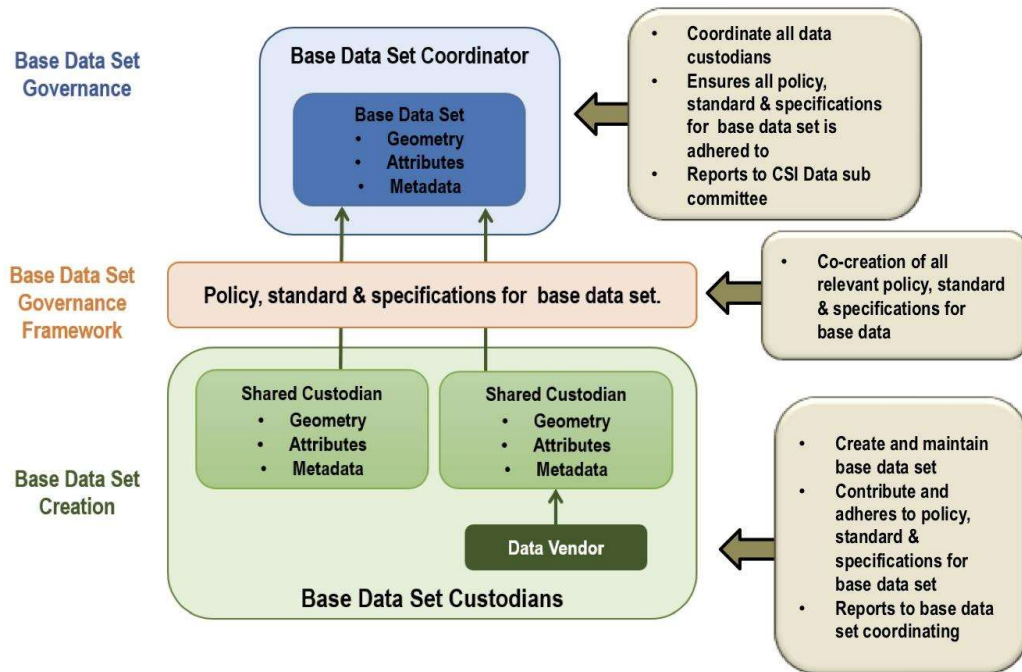 Base Data Set
Governance
Base Data Set Coordinator
Base Data Set
• Geometry
• Attributes
• Metadata
• Coordinate all data
custodians
• Ensures all policy,
standard & specifications
for base data set is
adhered to
• Reports to CSI Data sub
committee
Base Data Set
Governance
Framework
Policy, standard & specifications for base data set.
• Co-creation of all
relevant policy, standard
& specifications for
base data
Base Data Set
Creation
Shared Custodian
• Geometry
• Attributes
• Metadata
Shared Custodian
• Geometry
• Attributes
• Metadata
Data Vendor
Base Data Set Custodians
• Create and maintain
base data set
• Contribute and
adheres to policy,
standard &
specifications for
base data set
• Reports to base data
set coordinating